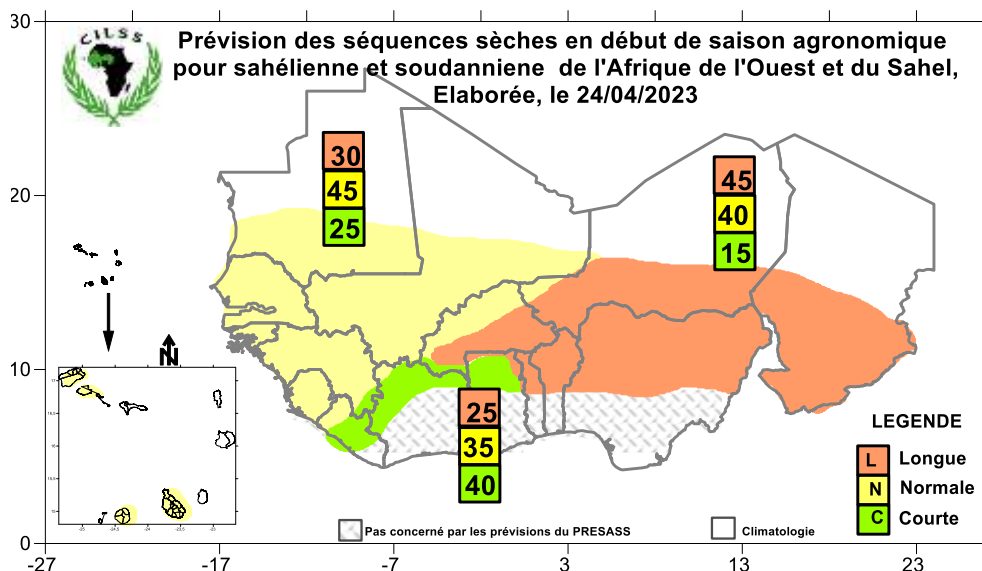 30
CILSS
Prévision des séquences sèches en début de saison agronomique
pour sahélienne et soudanniene de l'Afrique de l'Ouest et du Sahel,
Elaborée, le 24/04/2023
30
45
25
45
40
15
20
N
10
25
35
40
LEGENDE
L Longue
N Normale
C Courte
Pas concerné par les prévisions du PRESASS
Climatologie
0
-27 -17 -7 3 13 23